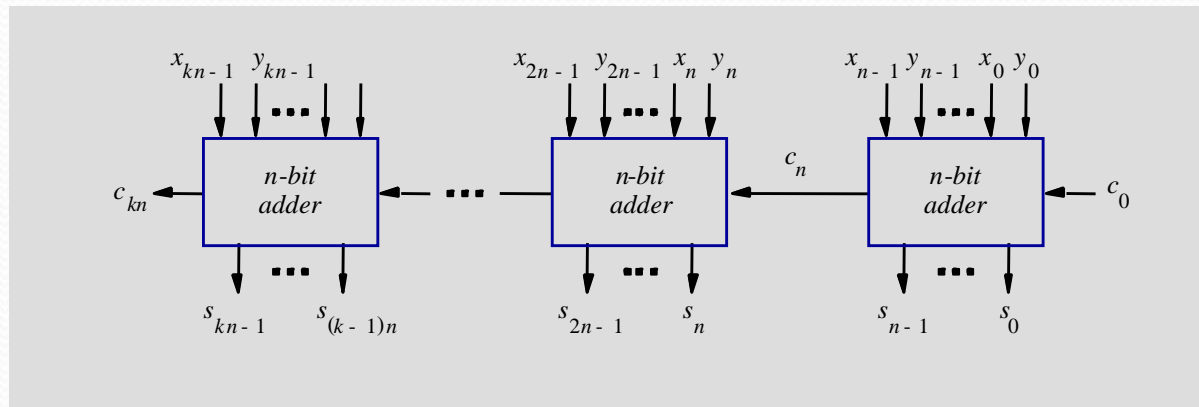 x_{kn-1} y_{kn-1} x_{2n-1} y_{2n-1} x_n y_n x_{n-1} y_{n-1} x_0 y_0
c_{kn} n-bit adder n-bit adder c_n n-bit adder c_0
s_{kn-1} s_{(k-1)n} s_{2n-1} s_n s_{n-1} s_0